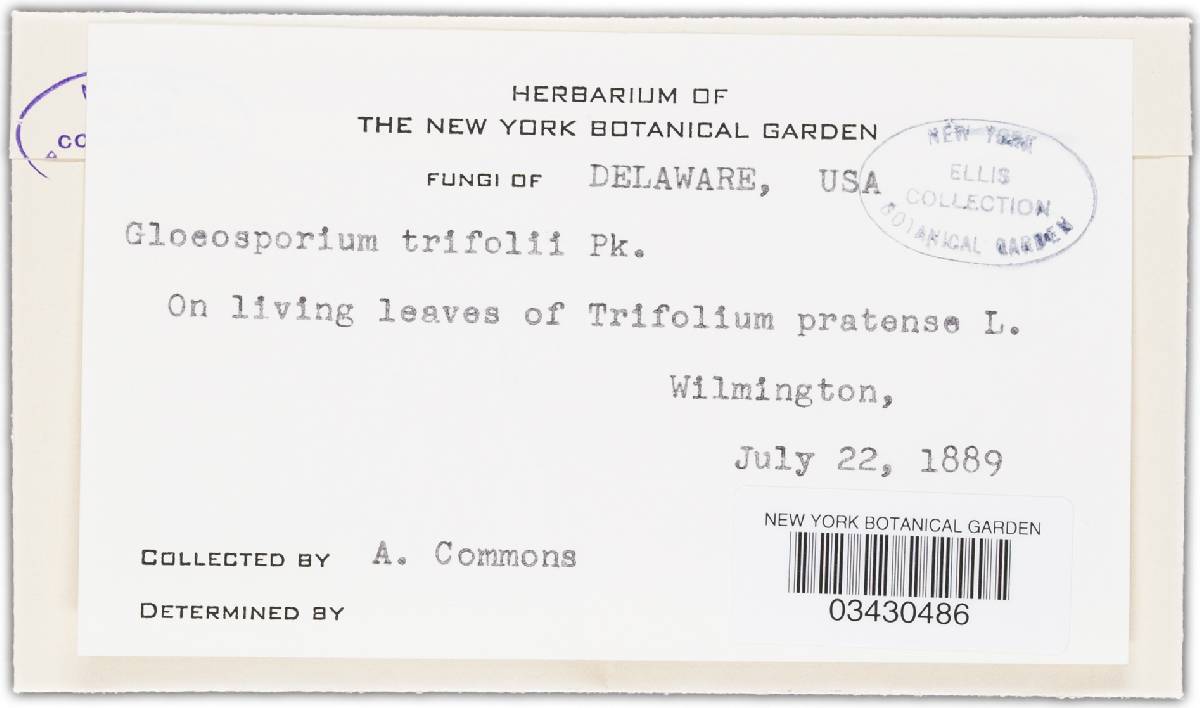 HERBARIUM OF
THE NEW YORK BOTANICAL GARDEN
FUNGI OF DELAWARE, USA
NEW YORK
ELLIS
COLLECTION
BOTANICAL GARDEN
Gloeosporium trifolii Pk.
On living leaves of Trifolium pratense L.
Wilmington,
July 22, 1889
NEW YORK BOTANICAL GARDEN
03430486
COLLECTED BY A. Commons
DETERMINED BY